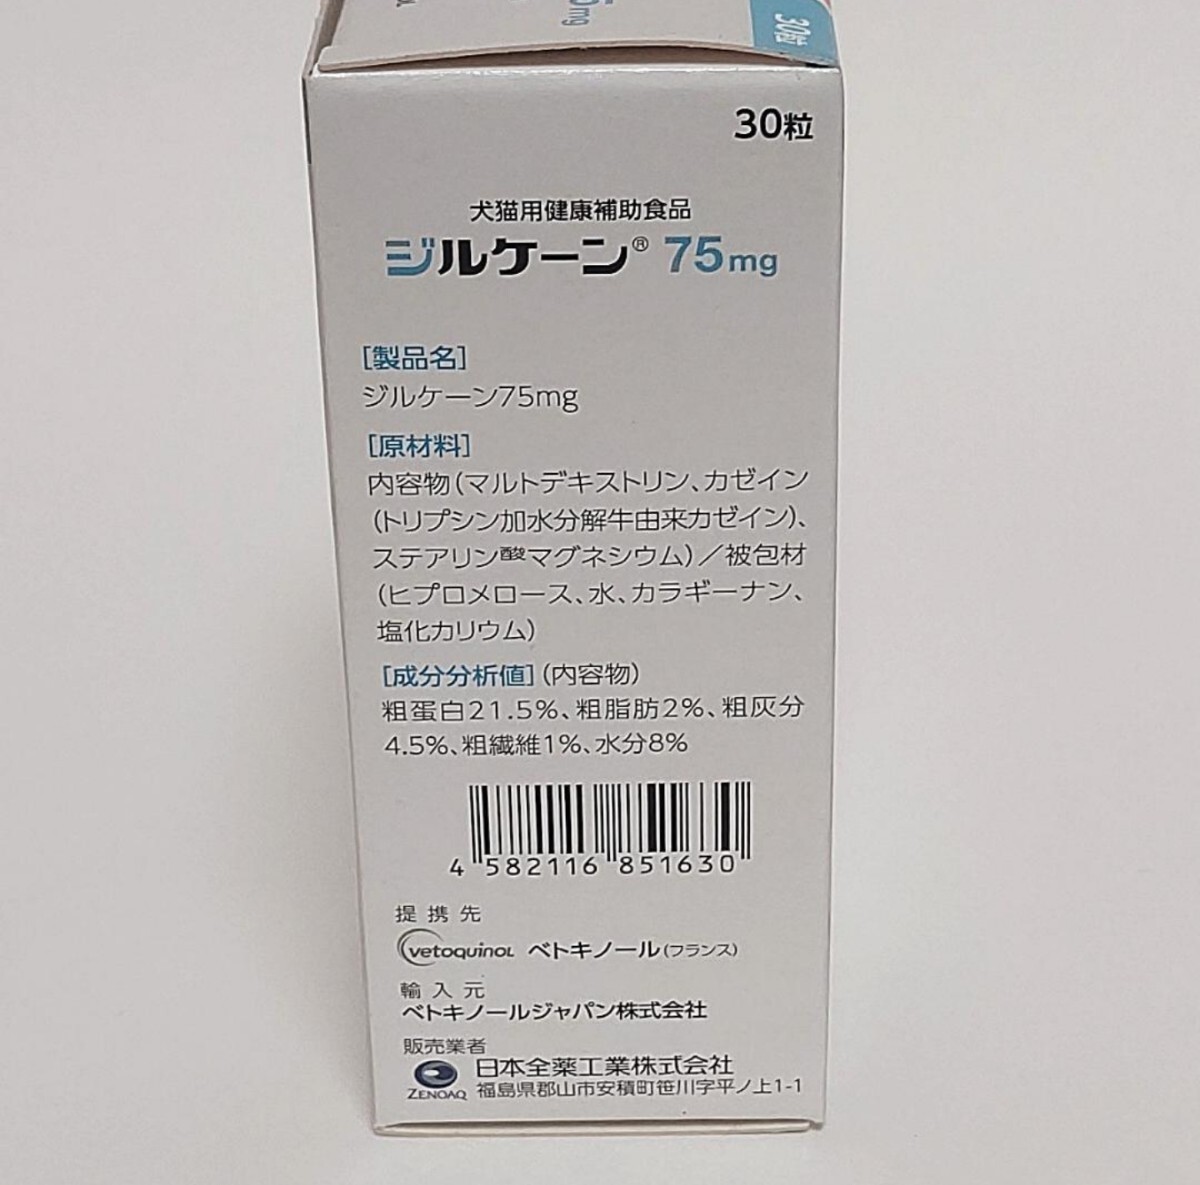 5mg
30粒
30粒
犬猫用健康補助食品
ジルケーン® 75mg
[製品名]
ジルケーン75mg
[原材料]
内容物(マルトデキストリン、カゼイン
(トリプシン加水分解牛由来カゼイン)、
ステアリン酸マグネシウム)/被包材
(ヒプロメロース、水、カラギーナン、
塩化カリウム)
[成分分析値](内容物)
粗蛋白21.5%、粗脂肪2%、粗灰分
4.5%、粗繊維1%、水分8%
4 582116 851630
提携先
vetoquinol ベトキノール(フランス)
輸入元
ベトキノールジャパン株式会社
販売業者
日本全薬工業株式会社
ZENOAQ 福島県郡山市安積町笹川字平ノ上1-1